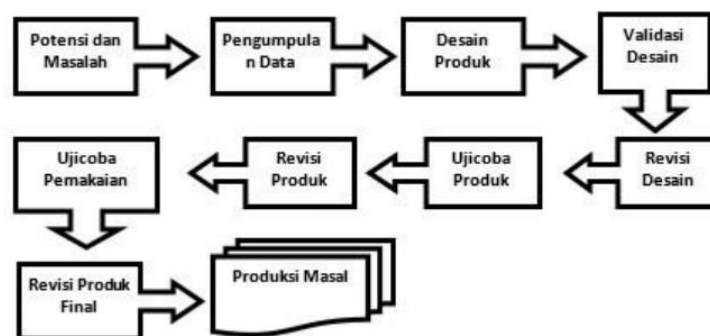 Potensi dan
Masalah
Pengumpula
n Data
Desain
Produk
Validasi
Desain
Revisi
Desain
Ujicoba
Produk
Revisi
Produk
Ujicoba
Pemakaian
Revisi Produk
Final
Produksi Masal